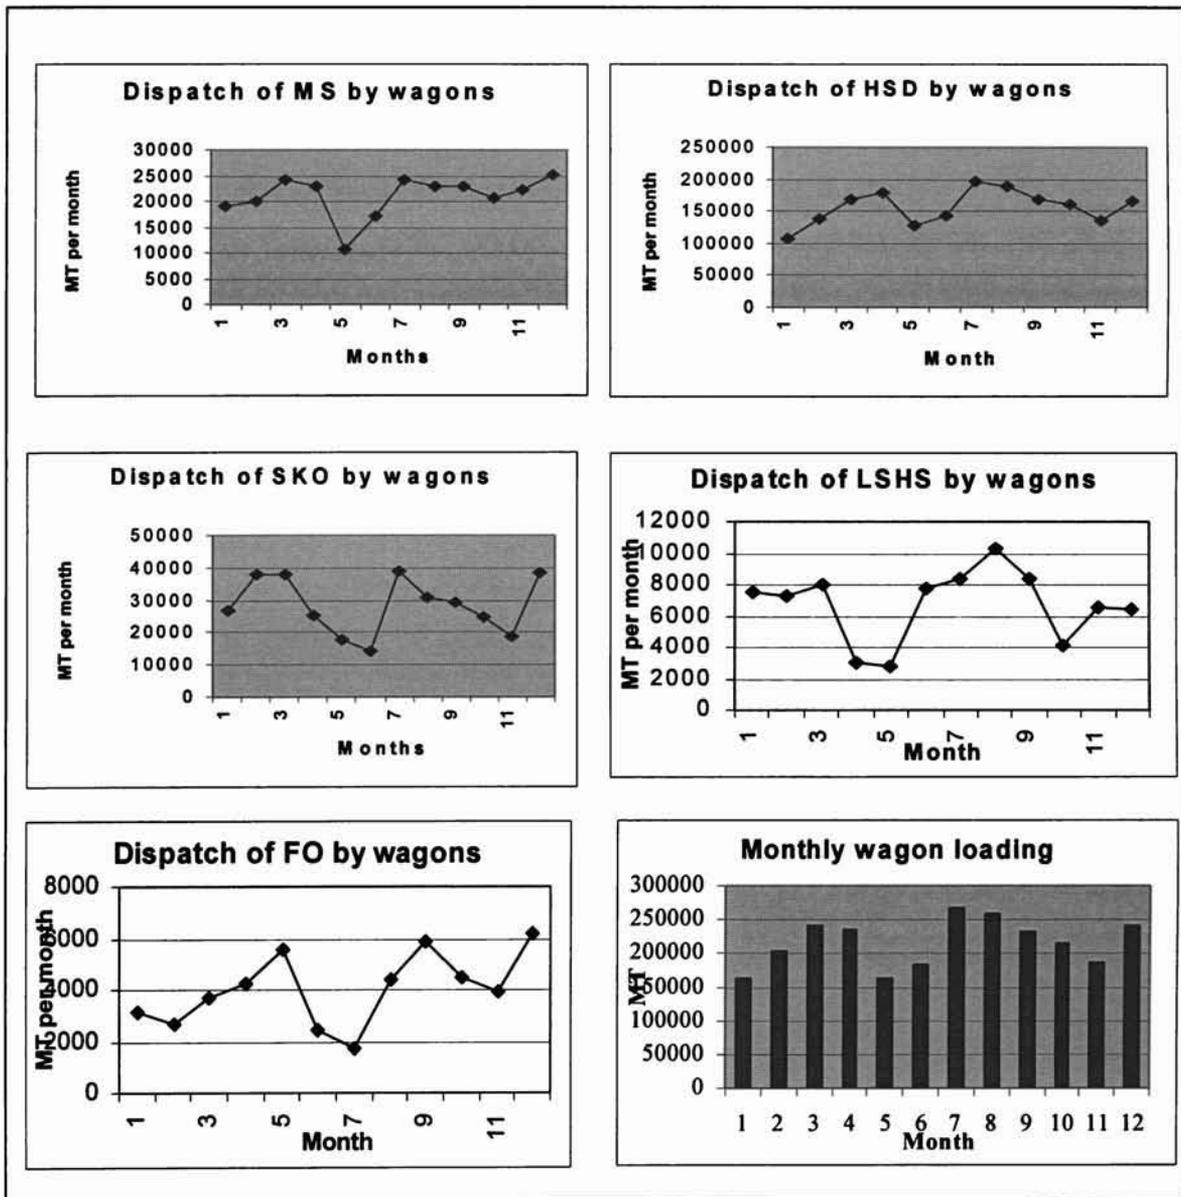 Dispatch of MS by wagons
30000
25000
20000
15000
10000
5000
0
MT per month
1 3 5 7 9 11
Months
Dispatch of HSD by wagons
250000
200000
150000
100000
50000
0
MT per month
1 3 5 7 9 11
Month
Dispatch of SKO by wagons
50000
40000
30000
20000
10000
0
MT per month
1 3 5 7 9 11
Months
Dispatch of LSHS by wagons
12000
10000
8000
6000
4000
2000
0
MT per month
1 3 5 7 9 11
Month
Dispatch of FO by wagons
8000
6000
4000
2000
0
MT per month
1 3 5 7 9 11
Month
Monthly wagon loading
300000
250000
200000
150000
100000
50000
0
MT
1 2 3 4 5 6 7 8 9 10 11 12
Month